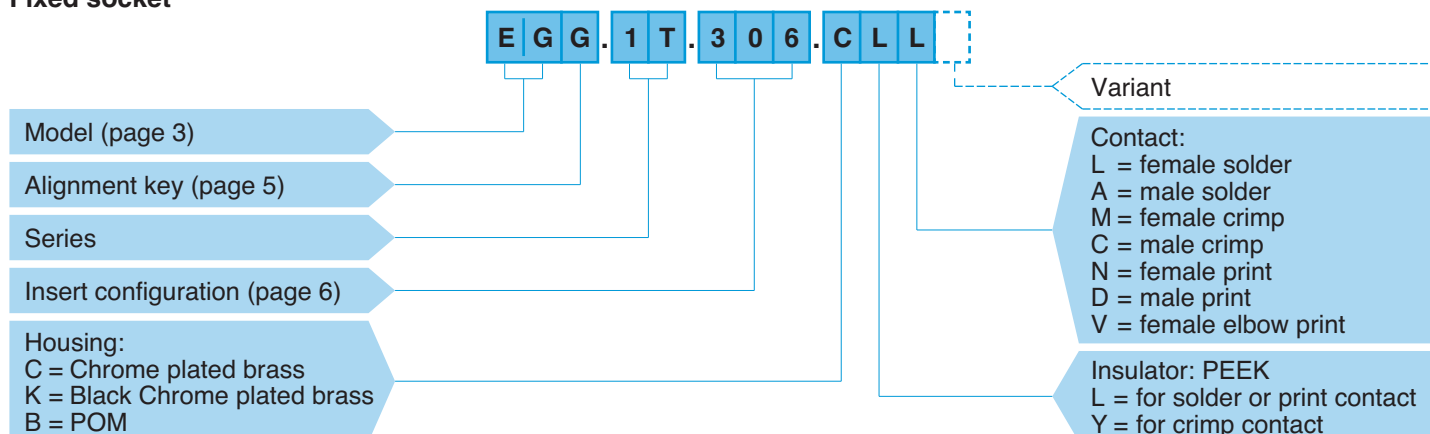 Fixed socket
E G G . 1 T . 3 0 6 . C L L
Variant
Model (page 3)
Alignment key (page 5)
Series
Insert configuration (page 6)
Housing:
C = Chrome plated brass
K = Black Chrome plated brass
B = POM
Contact:
L = female solder
A = male solder
M = female crimp
C = male crimp
N = female print
D = male print
V = female elbow print
Insulator: PEEK
L = for solder or print contact
Y = for crimp contact